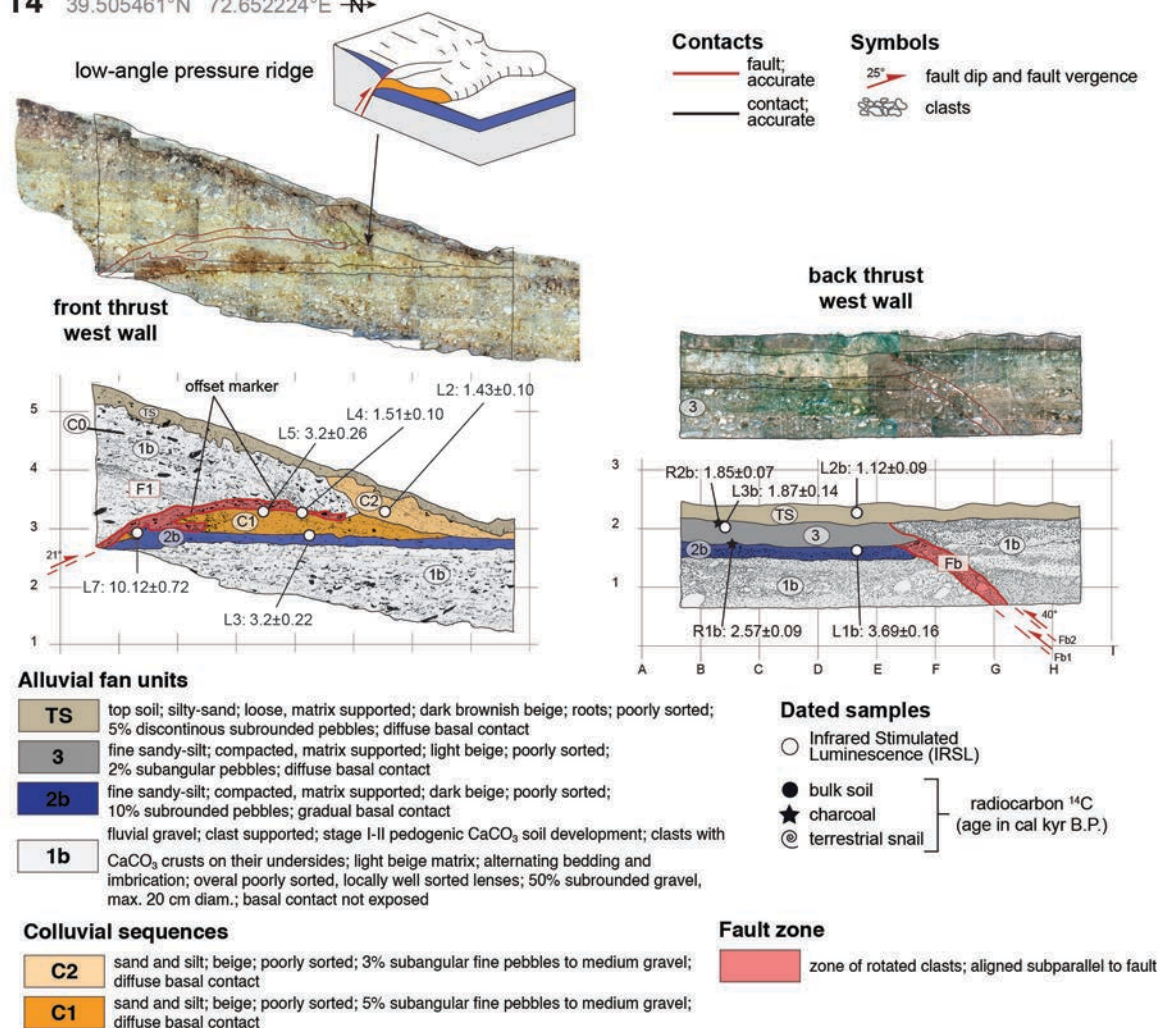 T4 39.505461°N 72.652224°E N
low-angle pressure ridge
Contacts
fault;
accurate
contact;
accurate
Symbols
25° fault dip and fault vergence
clasts
front thrust
west wall
back thrust
west wall
3
offset marker
L2: 1.43±0.10
L4: 1.51±0.10
L5: 3.2±0.26
5
4
3
2
1
TS
C0
1b
F1
C2
C1
2b
1b
21°
L7: 10.12±0.72
L3: 3.2±0.22
3
2
1
R2b: 1.85±0.07
L2b: 1.12±0.09
L3b: 1.87±0.14
TS
3
2b
1b
Fb
1b
R1b: 2.57±0.09
L1b: 3.69±0.16
40°
Fb2
Fb1
A B C D E F G H I
Alluvial fan units
TS top soil; silty-sand; loose, matrix supported; dark brownish beige; roots; poorly sorted;
5% discontinous subrounded pebbles; diffuse basal contact
3 fine sandy-silt; compacted, matrix supported; light beige; poorly sorted;
2% subangular pebbles; diffuse basal contact
2b fine sandy-silt; compacted, matrix supported; dark beige; poorly sorted;
10% subrounded pebbles; gradual basal contact
1b fluvial gravel; clast supported; stage I-II pedogenic CaCO₃ soil development; clasts with
CaCO₃ crusts on their undersides; light beige matrix; alternating bedding and
imbrication; overal poorly sorted, locally well sorted lenses; 50% subrounded gravel,
max. 20 cm diam.; basal contact not exposed
Dated samples
Infrared Stimulated
Luminescence (IRSL)
bulk soil
charcoal
terrestrial snail
radiocarbon ¹⁴C
(age in cal kyr B.P.)
Colluvial sequences
C2 sand and silt; beige; poorly sorted; 3% subangular fine pebbles to medium gravel;
diffuse basal contact
C1 sand and silt; beige; poorly sorted; 5% subangular fine pebbles to medium gravel;
diffuse basal contact
Fault zone
zone of rotated clasts; aligned subparallel to fault